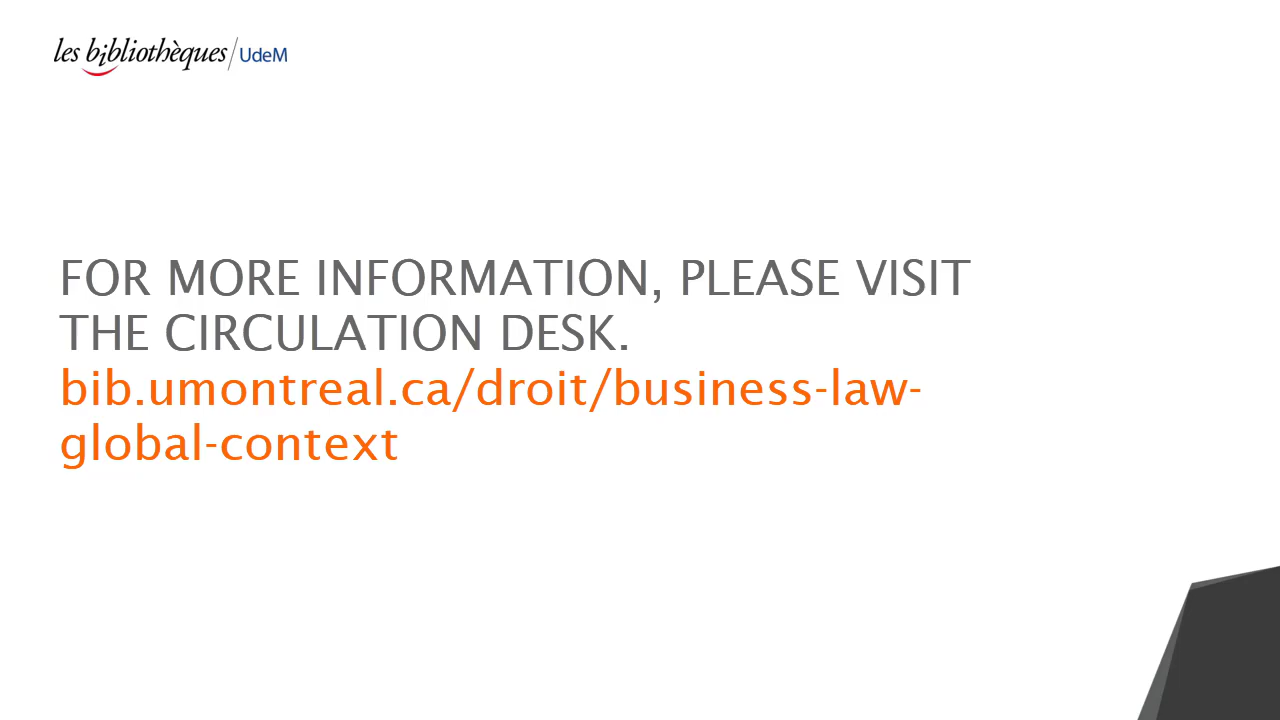 les bibliothèques/UdeM
FOR MORE INFORMATION, PLEASE VISIT
THE CIRCULATION DESK.
bib.umontreal.ca/droit/business-law-
global-context